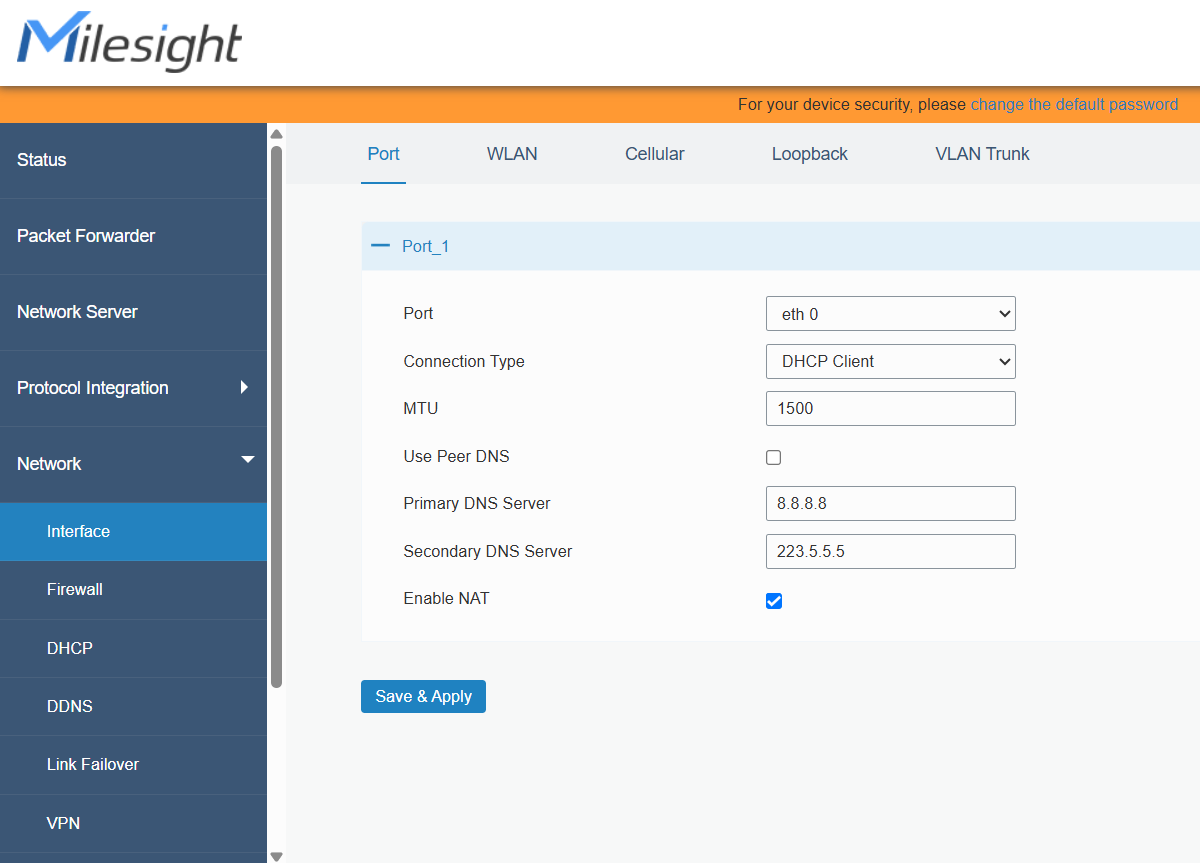 Milesight
For your device security, please change the default password
Status
Packet Forwarder
Network Server
Protocol Integration
Network
Interface
Firewall
DHCP
DDNS
Link Failover
VPN
Port WLAN Cellular Loopback VLAN Trunk
Port_1
Port eth 0
Connection Type DHCP Client
MTU 1500
Use Peer DNS
Primary DNS Server 8.8.8.8
Secondary DNS Server 223.5.5.5
Enable NAT
Save & Apply